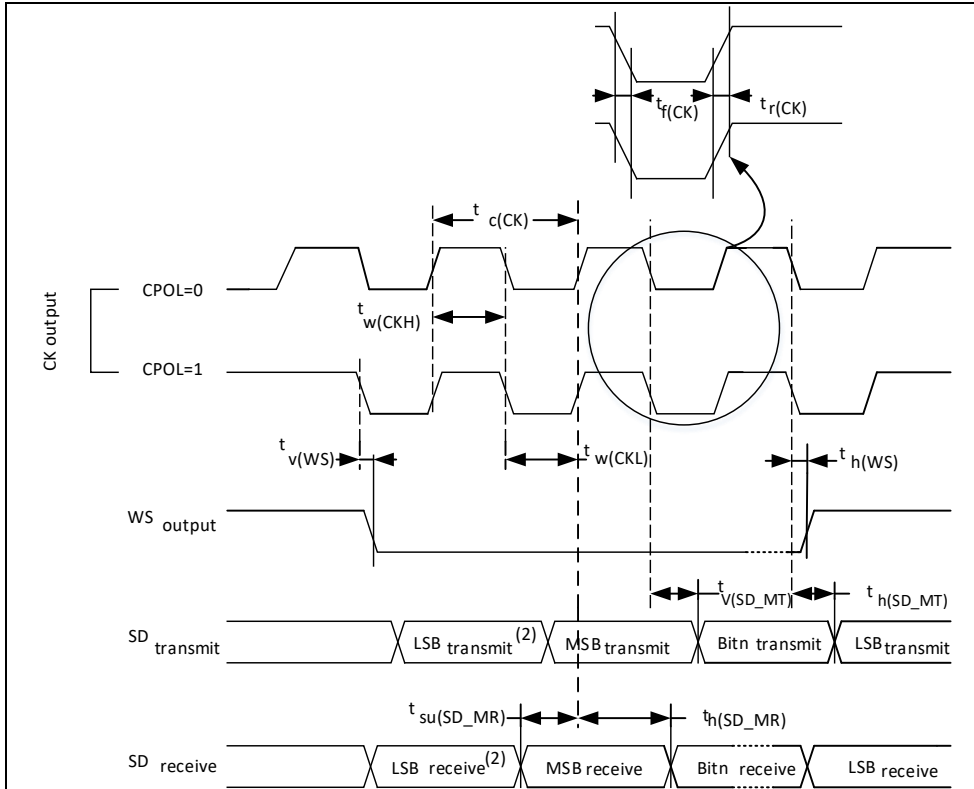 t f(CK)
t r(CK)
t c(CK)
CK output
CPOL=0
t w(CKH)
CPOL=1
t v(WS)
t w(CKL)
t h(WS)
WS output
t V(SD_MT)
t h(SD_MT)
SD transmit
LSB transmit(2)
MSB transmit
Bitn transmit
LSB transmit
t su(SD_MR)
t h(SD_MR)
SD receive
LSB receive(2)
MSB receive
Bitn receive
LSB receive